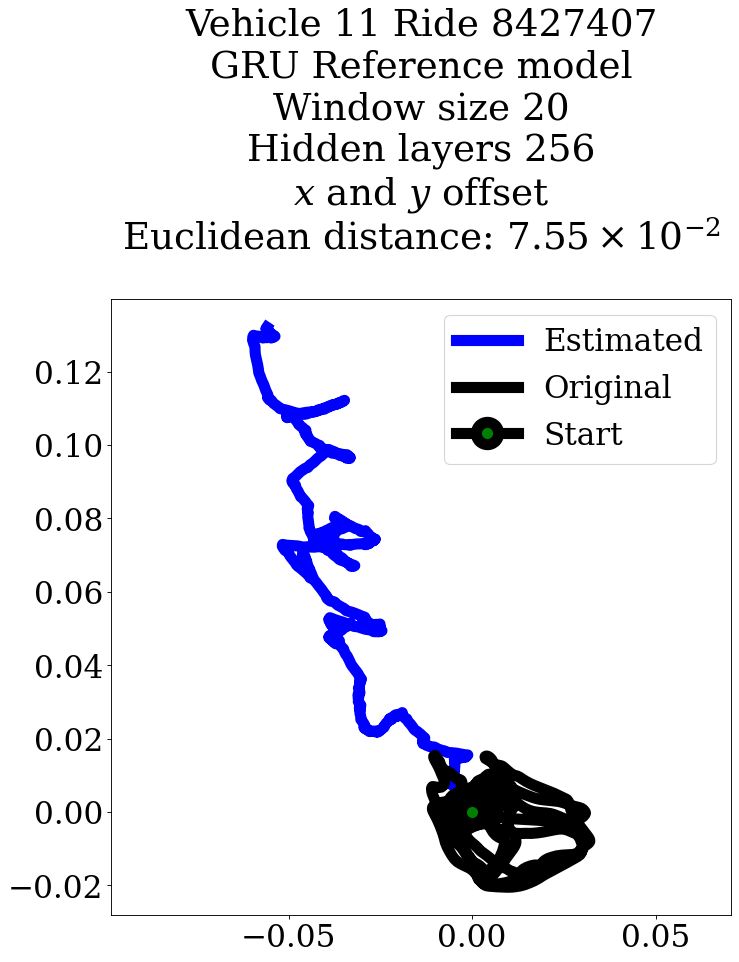 Vehicle 11 Ride 8427407
GRU Reference model
Window size 20
Hidden layers 256
x and y offset
Euclidean distance: 7.55 × 10⁻²
Estimated
Original
Start
0.12
0.10
0.08
0.06
0.04
0.02
0.00
−0.02
−0.05
0.00
0.05